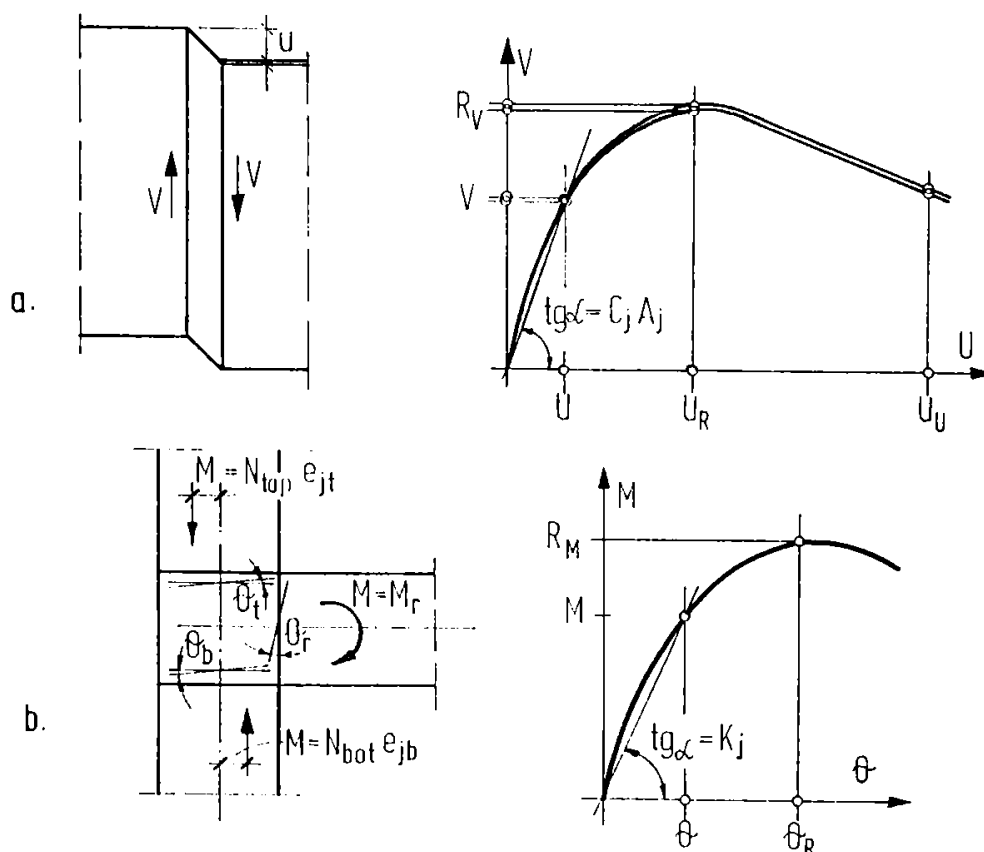 a.
u
V
V
V
R_V
V
tgα = C_j A_j
U
U
U_R
U_U
b.
M = N_top e_jt
θ_t
M = M_r
θ_r
θ_b
M = N_bot e_jb
M
R_M
M
tgα = K_j
θ
θ
θ_R